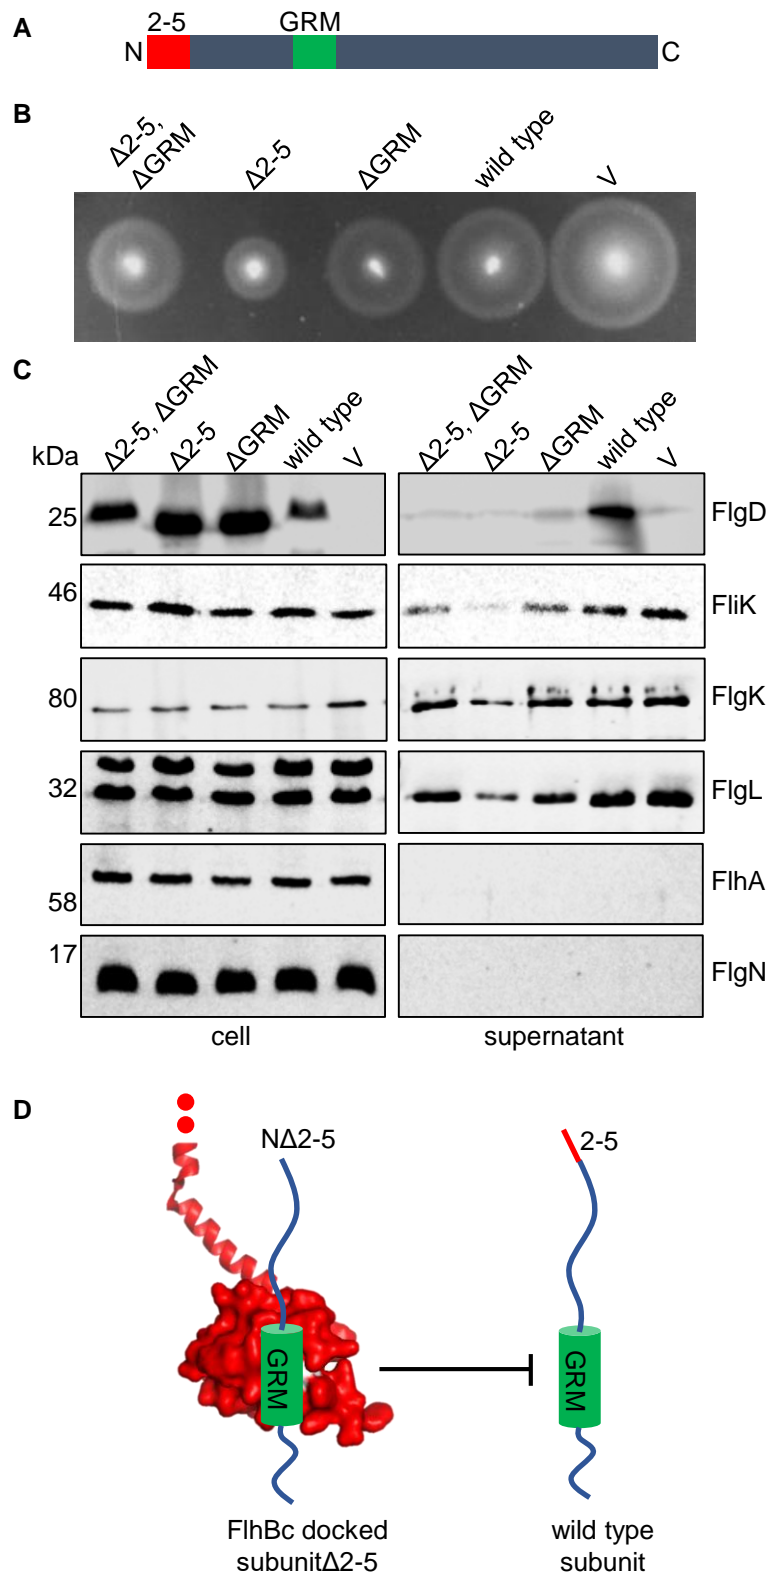 A
2-5
GRM
N
C
B
Δ2-5,
ΔGRM
Δ2-5
ΔGRM
wild type
V
C
kDa
Δ2-5, ΔGRM
Δ2-5
ΔGRM
wild type
V
Δ2-5, ΔGRM
Δ2-5
ΔGRM
wild type
V
25
FlgD
46
FliK
80
FlgK
32
FlgL
58
FlhA
17
FlgN
cell
supernatant
D
NΔ2-5
2-5
GRM
GRM
FlhBc docked
subunitΔ2-5
wild type
subunit